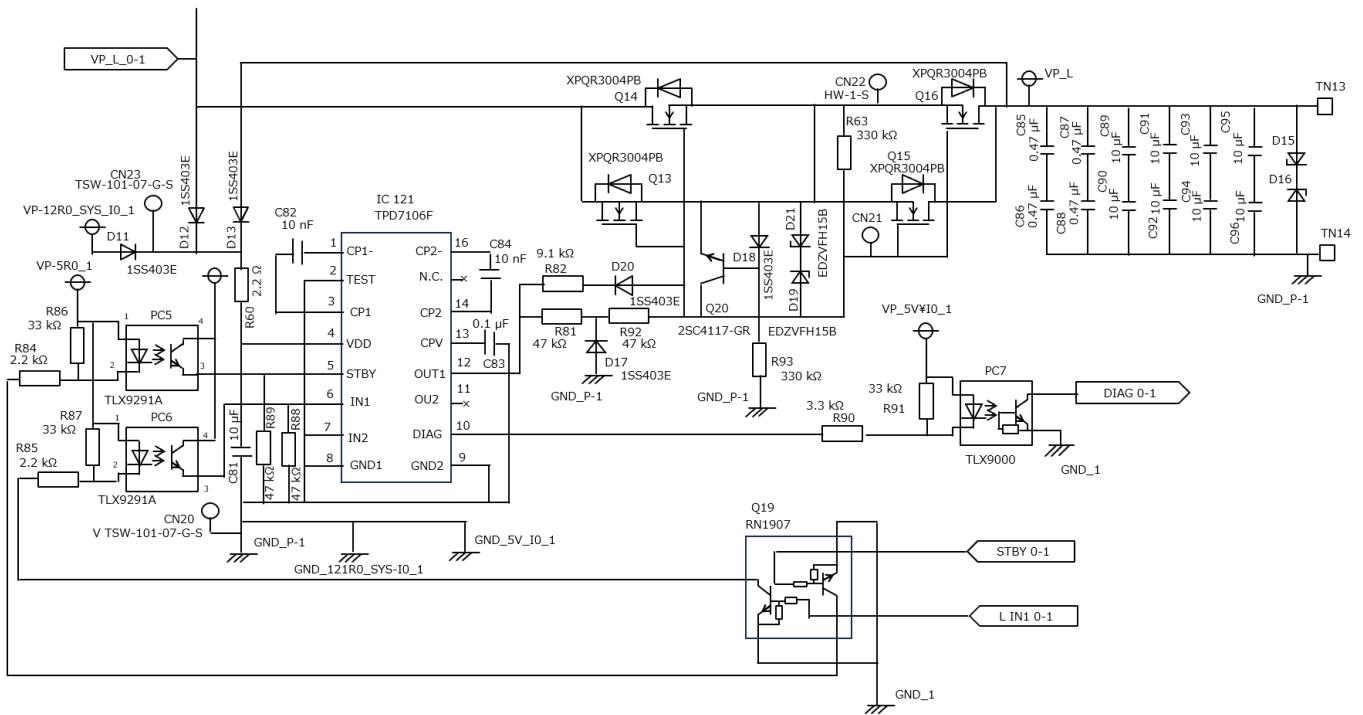 VP_L_0-1
CN23
TSW-101-07-G-S
VP-12R0_SYS_I0_1
D11
1SS403E
1SS403E
D12
1SS403E
D13
VP-5R0_1
R86
33 kΩ
R84
2.2 kΩ
PC5
1
2
4
3
TLX9291A
PC6
R87
33 kΩ
R85
2.2 kΩ
1
2
4
3
TLX9291A
CN20
V TSW-101-07-G-S
R60
2.2 Ω
C81
10 µF
R89
47 kΩ
R88
47 kΩ
C82
10 nF
IC 121
TPD7106F
1
CP1-
2
TEST
3
CP1
4
VDD
5
STBY
6
IN1
7
IN2
8
GND1
16
CP2-
N.C.
14
CP2
13
CPV
12
OUT1
11
OU2
10
DIAG
9
GND2
C84
10 nF
0.1 µF
C83
GND_P-1
GND_121R0_SYS-I0_1
GND_5V_I0_1
XPQR3004PB
Q14
XPQR3004PB
Q13
9.1 kΩ
R82
D20
1SS403E
R81
47 kΩ
R92
47 kΩ
D17
1SS403E
GND_P-1
Q20
2SC4117-GR
D18
1SS403E
D21
EDZVFH15B
D19
EDZVFH15B
R93
330 kΩ
GND_P-1
CN22
HW-1-S
R63
330 kΩ
XPQR3004PB
Q16
Q15
XPQR3004PB
CN21
VP_L
C85
0.47 µF
C87
0.47 µF
C89
10 µF
C91
10 µF
C93
10 µF
C95
10 µF
C86
0.47 µF
C88
0.47 µF
C90
10 µF
C92
10 µF
C94
10 µF
C96
10 µF
D15
D16
TN13
TN14
GND_P-1
VP_5V¥I0_1
33 kΩ
R91
3.3 kΩ
R90
PC7
TLX9000
DIAG 0-1
GND_1
Q19
RN1907
STBY 0-1
L IN1 0-1
GND_1